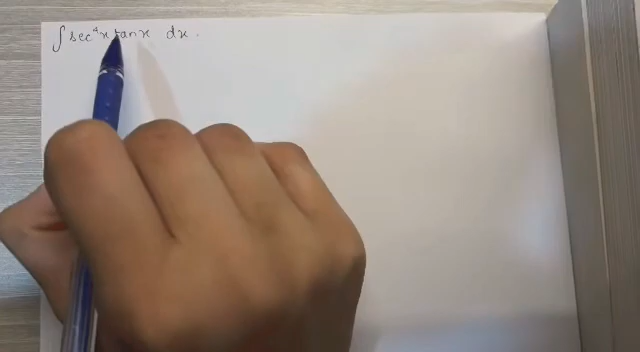 ∫ sec⁴x tanx dx.